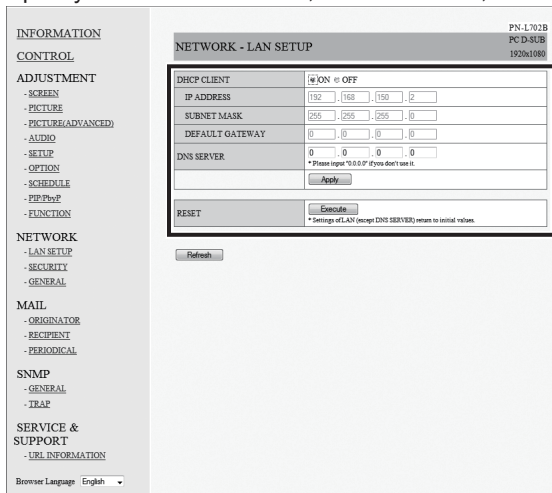 INFORMATION
CONTROL
ADJUSTMENT
- SCREEN
- PICTURE
- PICTURE(ADVANCED)
- AUDIO
- SETUP
- OPTION
- SCHEDULE
- PIP/PbyP
- FUNCTION
NETWORK
- LAN SETUP
- SECURITY
- GENERAL
MAIL
- ORIGINATOR
- RECIPIENT
- PERIODICAL
SNMP
- GENERAL
- TRAP
SERVICE &
SUPPORT
- URL INFORMATION
Browser Language English
PN-L702B
NETWORK - LAN SETUP
PC D-SUB
1920x1080
DHCP CLIENT ON OFF
IP ADDRESS 192 . 168 . 150 . 2
SUBNET MASK 255 . 255 . 255 . 0
DEFAULT GATEWAY 0 . 0 . 0 . 0
DNS SERVER 0 . 0 . 0 . 0
* Please input "0.0.0.0" if you don't use it.
Apply
RESET Execute
* Settings of LAN (except DNS SERVER) return to initial values.
Refresh